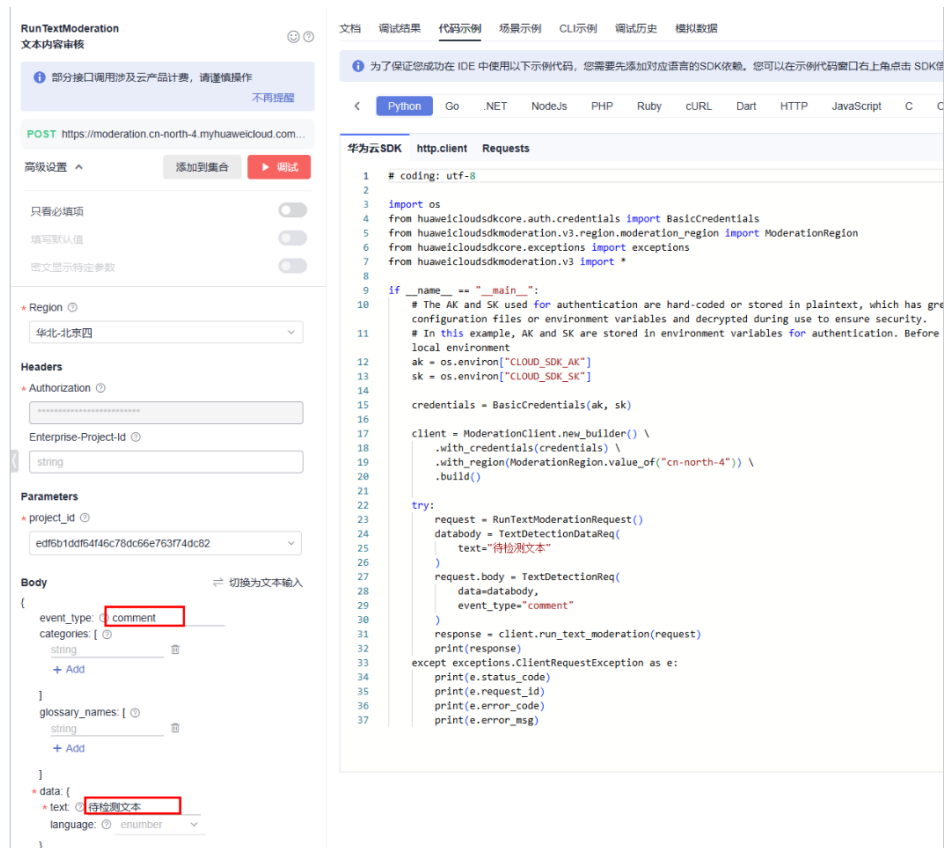 RunTextModeration
文本内容审核
部分接口调用涉及云产品计费，请谨慎操作
不再提醒
POST https://moderation.cn-north-4.myhuaweicloud.com...
高级设置
添加到集合
调试
只看必填项
填写默认值
密文显示特定参数
* Region
华北-北京四
Headers
* Authorization
*************************
Enterprise-Project-Id
string
Parameters
* project_id
edf6b1ddf64f46c78dc66e763f74dc82
Body
切换为文本输入
{
event_type: comment
categories: [
string
+ Add
]
glossary_names: [
string
+ Add
]
* data: {
* text: 待检测文本
language: enumber
}
文档 调试结果 代码示例 场景示例 CLI示例 调试历史 模拟数据
为了保证您成功在 IDE 中使用以下示例代码，您需要先添加对应语言的SDK依赖。您可以在示例代码窗口右上角点击 SDK信
Python Go .NET NodeJs PHP Ruby cURL Dart HTTP JavaScript C C
华为云SDK http.client Requests
1 # coding: utf-8
2
3 import os
4 from huaweicloudsdkcore.auth.credentials import BasicCredentials
5 from huaweicloudsdkmoderation.v3.region.moderation_region import ModerationRegion
6 from huaweicloudsdkcore.exceptions import exceptions
7 from huaweicloudsdkmoderation.v3 import *
8
9 if __name__ == "__main__":
10 # The AK and SK used for authentication are hard-coded or stored in plaintext, which has gre
configuration files or environment variables and decrypted during use to ensure security.
11 # In this example, AK and SK are stored in environment variables for authentication. Before
local environment
12 ak = os.environ["CLOUD_SDK_AK"]
13 sk = os.environ["CLOUD_SDK_SK"]
14
15 credentials = BasicCredentials(ak, sk)
16
17 client = ModerationClient.new_builder() \
18 .with_credentials(credentials) \
19 .with_region(ModerationRegion.value_of("cn-north-4")) \
20 .build()
21
22 try:
23 request = RunTextModerationRequest()
24 databody = TextDetectionDataReq(
25 text="待检测文本"
26 )
27 request.body = TextDetectionReq(
28 data=databody,
29 event_type="comment"
30 )
31 response = client.run_text_moderation(request)
32 print(response)
33 except exceptions.ClientRequestException as e:
34 print(e.status_code)
35 print(e.request_id)
36 print(e.error_code)
37 print(e.error_msg)